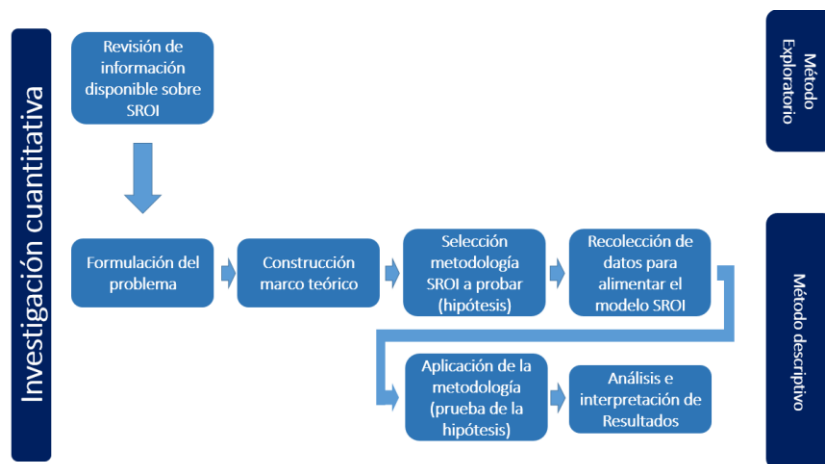 Investigación cuantitativa
Revisión de
información
disponible sobre
SROI
Método
Exploratorio
Formulación del
problema
Construcción
marco teórico
Selección
metodología
SROI a probar
(hipótesis)
Recolección de
datos para
alimentar el
modelo SROI
Método descriptivo
Aplicación de la
metodología
(prueba de la
hipótesis)
Análisis e
interpretación de
Resultados